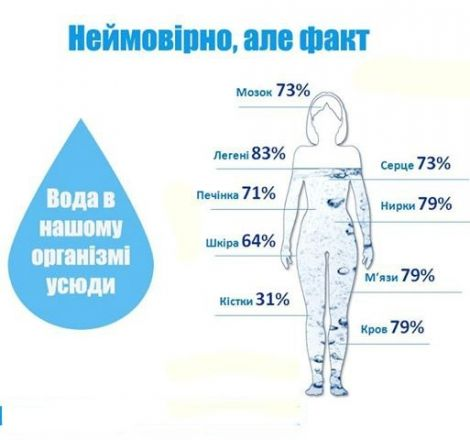 Неймовірно, але факт
Мозок 73%
Легені 83%
Серце 73%
Печінка 71%
Нирки 79%
Шкіра 64%
М'язи 79%
Кістки 31%
Кров 79%
Вода в
нашому
організмі
усюди